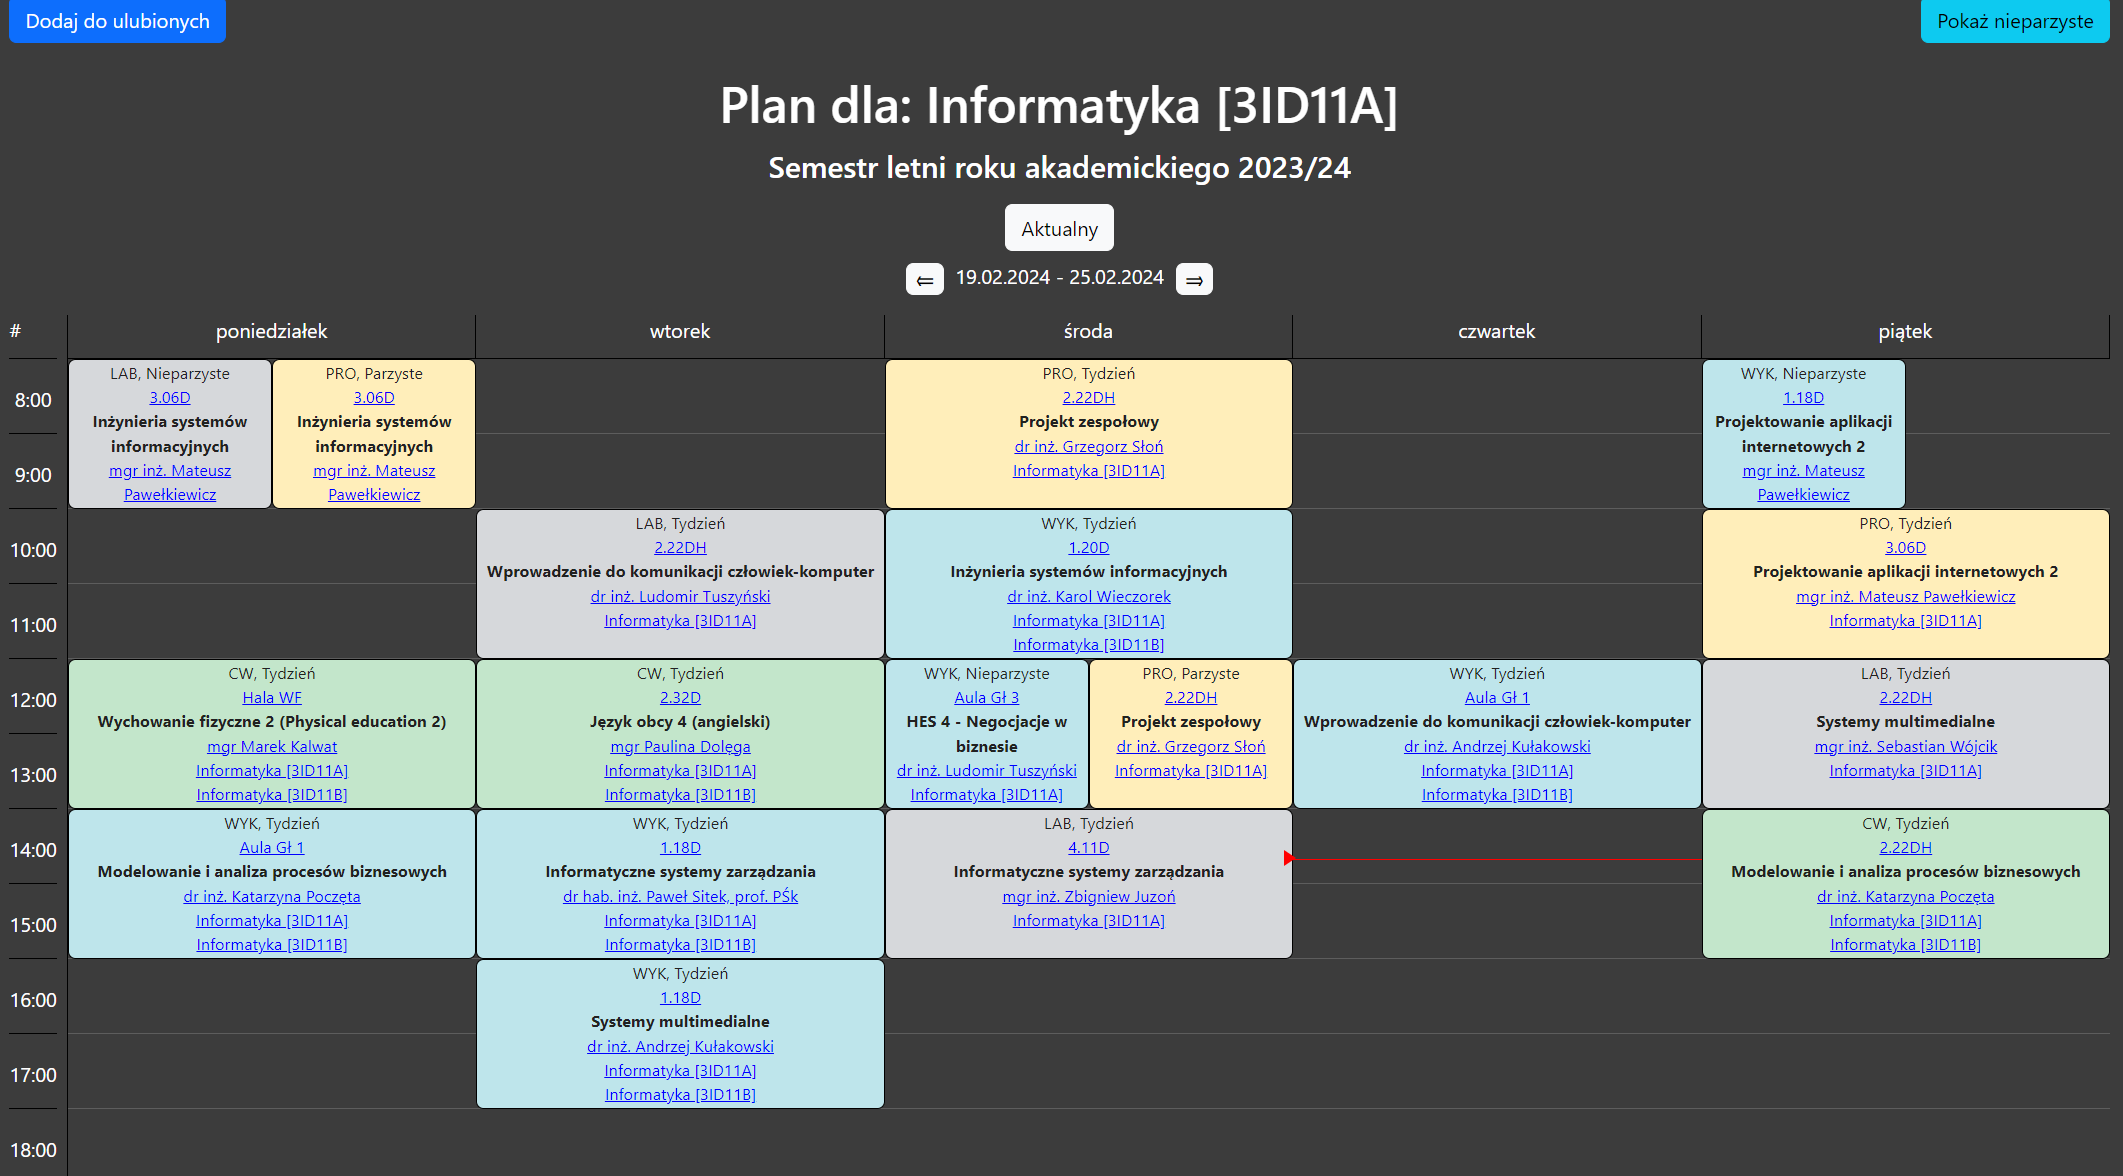 Dodaj do ulubionych
Pokaż nieparzyste
Plan dla: Informatyka [3ID11A]
Semestr letni roku akademickiego 2023/24
Aktualny
⇐ 19.02.2024 - 25.02.2024 ⇒
# poniedziałek wtorek środa czwartek piątek
8:00
9:00
10:00
11:00
12:00
13:00
14:00
15:00
16:00
17:00
18:00
LAB, Nieparzyste
3.06D
Inżynieria systemów
informacyjnych
mgr inż. Mateusz
Pawełkiewicz
PRO, Parzyste
3.06D
Inżynieria systemów
informacyjnych
mgr inż. Mateusz
Pawełkiewicz
CW, Tydzień
Hala WF
Wychowanie fizyczne 2 (Physical education 2)
mgr Marek Kalwat
Informatyka [3ID11A]
Informatyka [3ID11B]
WYK, Tydzień
Aula Gł 1
Modelowanie i analiza procesów biznesowych
dr inż. Katarzyna Poczęta
Informatyka [3ID11A]
Informatyka [3ID11B]
LAB, Tydzień
2.22DH
Wprowadzenie do komunikacji człowiek-komputer
dr inż. Ludomir Tuszyński
Informatyka [3ID11A]
CW, Tydzień
2.32D
Język obcy 4 (angielski)
mgr Paulina Dolęga
Informatyka [3ID11A]
Informatyka [3ID11B]
WYK, Tydzień
1.18D
Informatyczne systemy zarządzania
dr hab. inż. Paweł Sitek, prof. PŚk
Informatyka [3ID11A]
Informatyka [3ID11B]
WYK, Tydzień
1.18D
Systemy multimedialne
dr inż. Andrzej Kułakowski
Informatyka [3ID11A]
Informatyka [3ID11B]
PRO, Tydzień
2.22DH
Projekt zespołowy
dr inż. Grzegorz Słoń
Informatyka [3ID11A]
WYK, Tydzień
1.20D
Inżynieria systemów informacyjnych
dr inż. Karol Wieczorek
Informatyka [3ID11A]
Informatyka [3ID11B]
WYK, Nieparzyste
Aula Gł 3
HES 4 - Negocjacje w
biznesie
dr inż. Ludomir Tuszyński
Informatyka [3ID11A]
PRO, Parzyste
2.22DH
Projekt zespołowy
dr inż. Grzegorz Słoń
Informatyka [3ID11A]
LAB, Tydzień
4.11D
Informatyczne systemy zarządzania
mgr inż. Zbigniew Juzoń
Informatyka [3ID11A]
WYK, Tydzień
Aula Gł 1
Wprowadzenie do komunikacji człowiek-komputer
dr inż. Andrzej Kułakowski
Informatyka [3ID11A]
Informatyka [3ID11B]
WYK, Nieparzyste
1.18D
Projektowanie aplikacji
internetowych 2
mgr inż. Mateusz
Pawełkiewicz
PRO, Tydzień
3.06D
Projektowanie aplikacji internetowych 2
mgr inż. Mateusz Pawełkiewicz
Informatyka [3ID11A]
LAB, Tydzień
2.22DH
Systemy multimedialne
mgr inż. Sebastian Wójcik
Informatyka [3ID11A]
CW, Tydzień
2.22DH
Modelowanie i analiza procesów biznesowych
dr inż. Katarzyna Poczęta
Informatyka [3ID11A]
Informatyka [3ID11B]